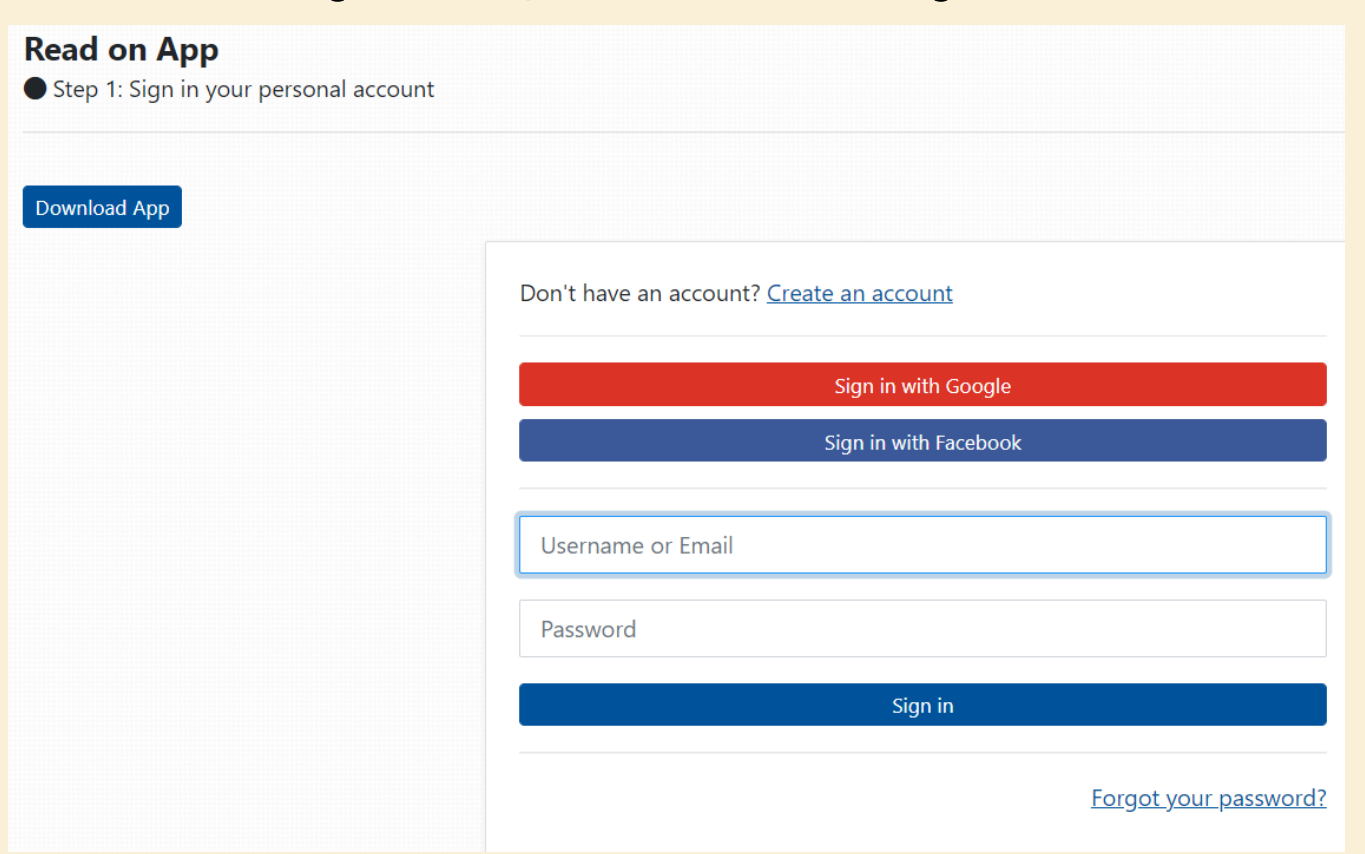 Read on App
Step 1: Sign in your personal account
Download App
Don't have an account? Create an account
Sign in with Google
Sign in with Facebook
Username or Email
Password
Sign in
Forgot your password?